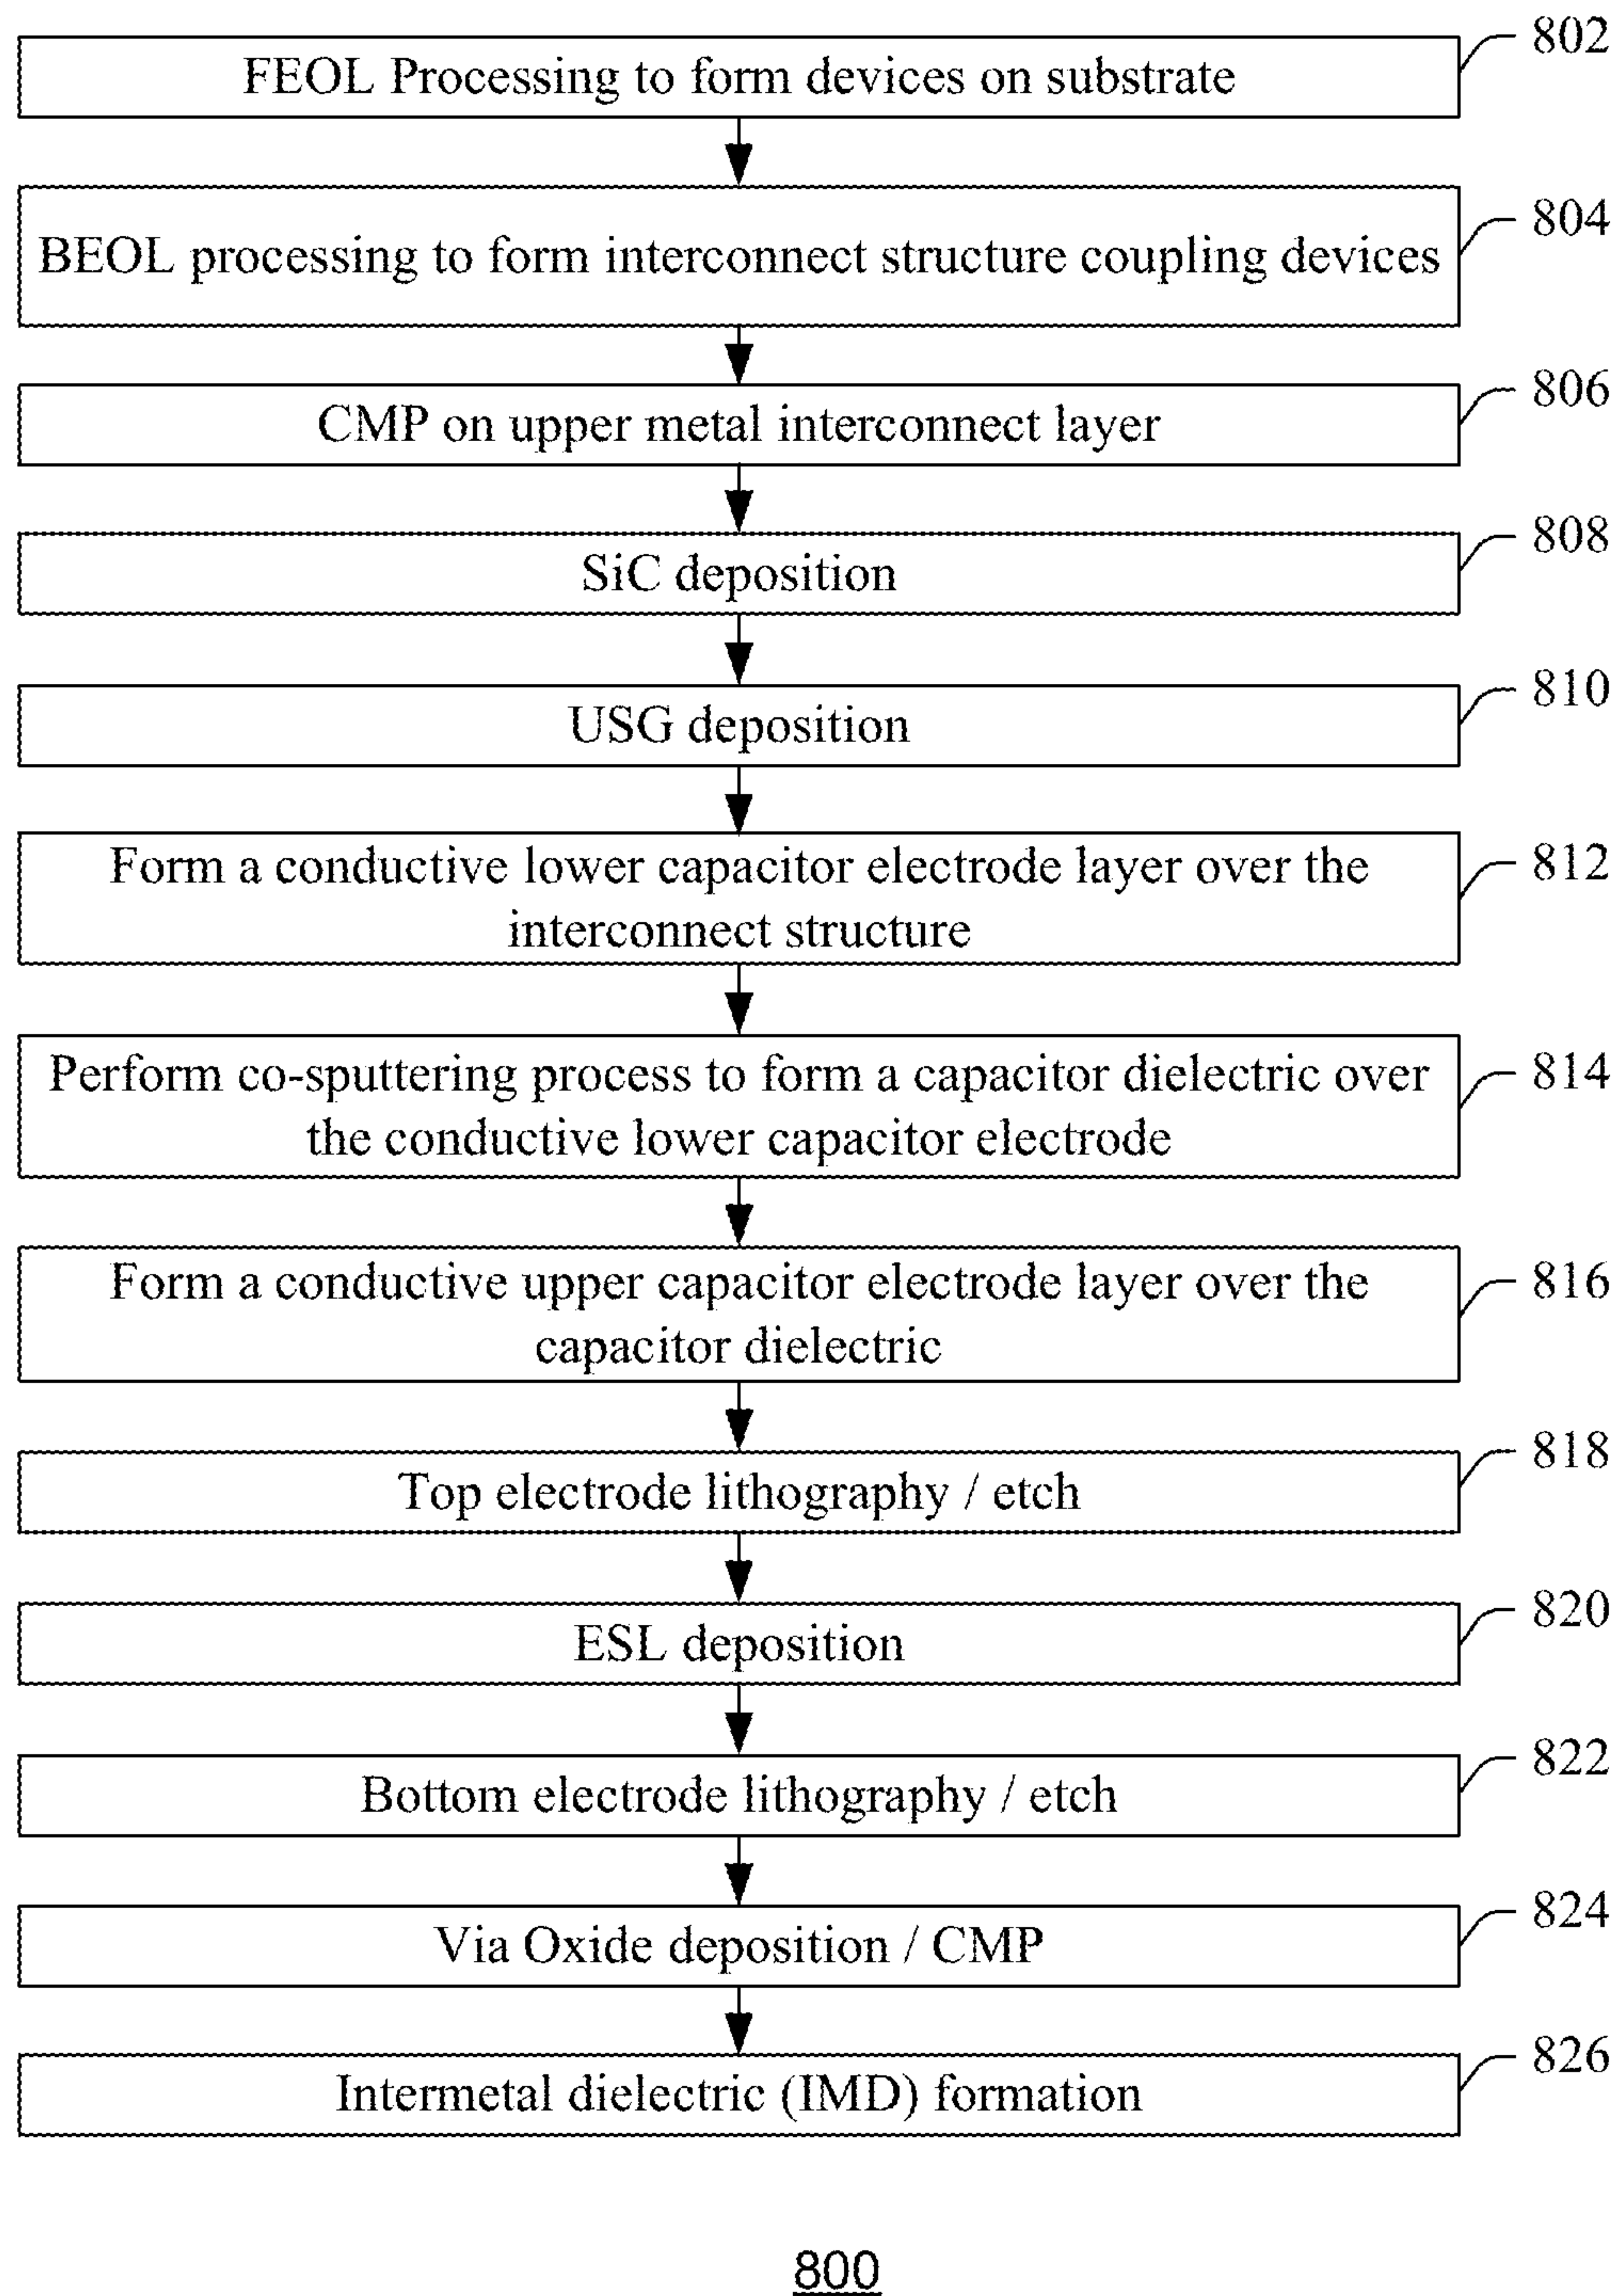 802
FEOL Processing to form devices on substrate
804
BEOL processing to form interconnect structure coupling devices
806
CMP on upper metal interconnect layer
808
SiC deposition
810
USG deposition
812
Form a conductive lower capacitor electrode layer over the
interconnect structure
814
Perform co-sputtering process to form a capacitor dielectric over
the conductive lower capacitor electrode
816
Form a conductive upper capacitor electrode layer over the
capacitor dielectric
818
Top electrode lithography / etch
820
ESL deposition
822
Bottom electrode lithography / etch
824
Via Oxide deposition / CMP
826
Intermetal dielectric (IMD) formation
800